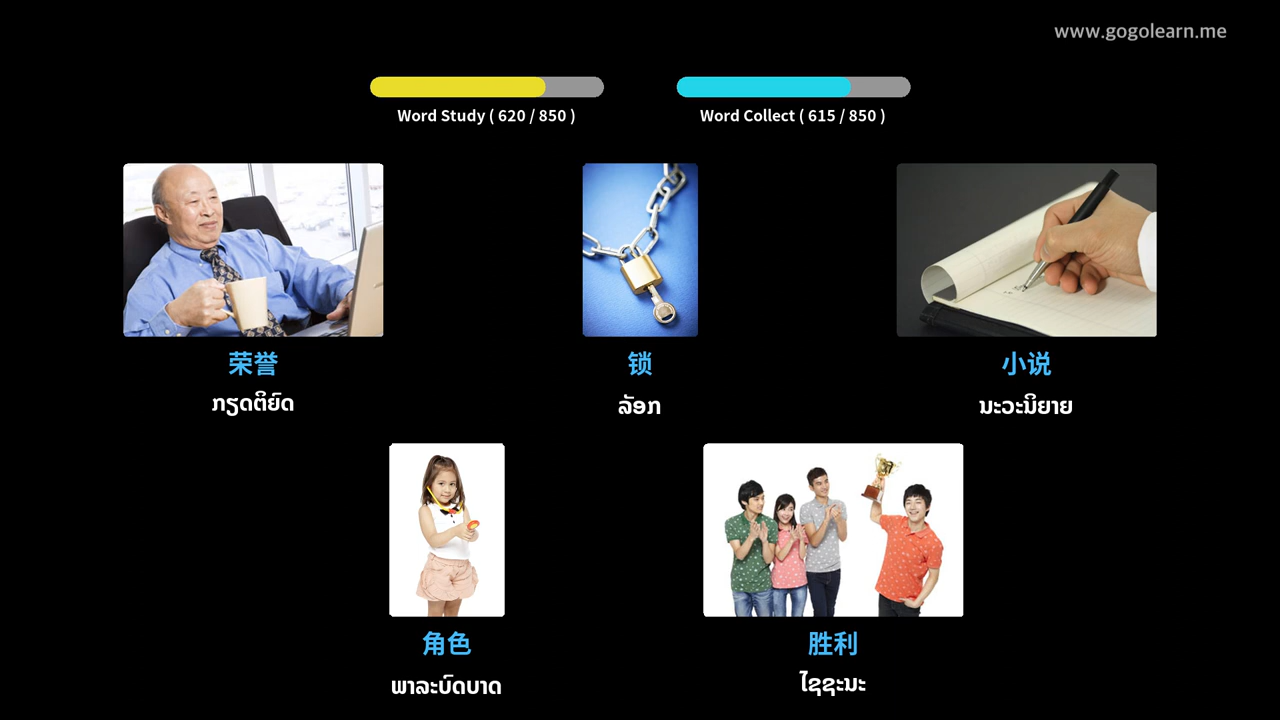 www.gogolearn.me
Word Study ( 620 / 850 )
Word Collect ( 615 / 850 )
荣誉
ກຽດຕິຍົດ
锁
ລັອກ
小说
ນະວະນິຍາຍ
角色
ພາລະບົດບາດ
胜利
ໄຊຊະນະ